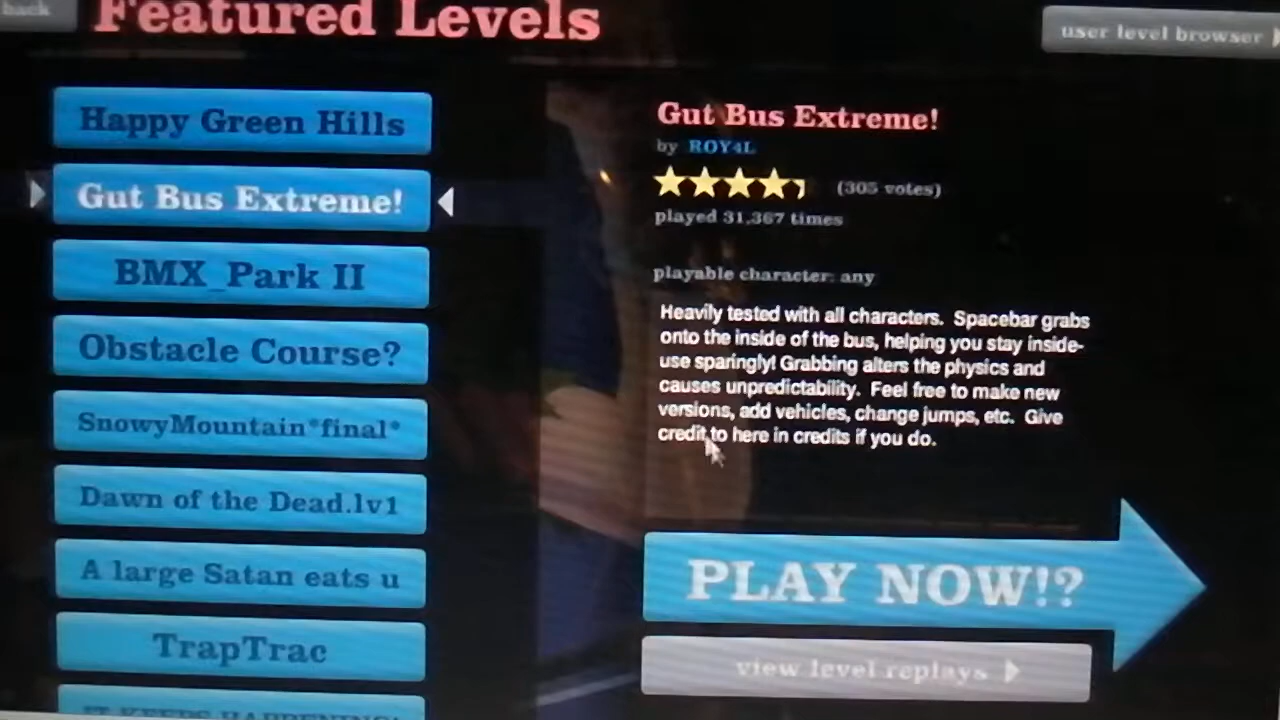 back
Featured Levels
user level browser
Happy Green Hills
Gut Bus Extreme!
BMX_Park II
Obstacle Course?
SnowyMountain*final*
Dawn of the Dead.lv1
A large Satan eats u
TrapTrac
IT KEEPS HAPPENING!
Gut Bus Extreme!
by ROY4L
(305 votes)
played 31,367 times
playable character: any
Heavily tested with all characters. Spacebar grabs
onto the inside of the bus, helping you stay inside-
use sparingly! Grabbing alters the physics and
causes unpredictability. Feel free to make new
versions, add vehicles, change jumps, etc. Give
credit to here in credits if you do.
PLAY NOW!?
view level replays